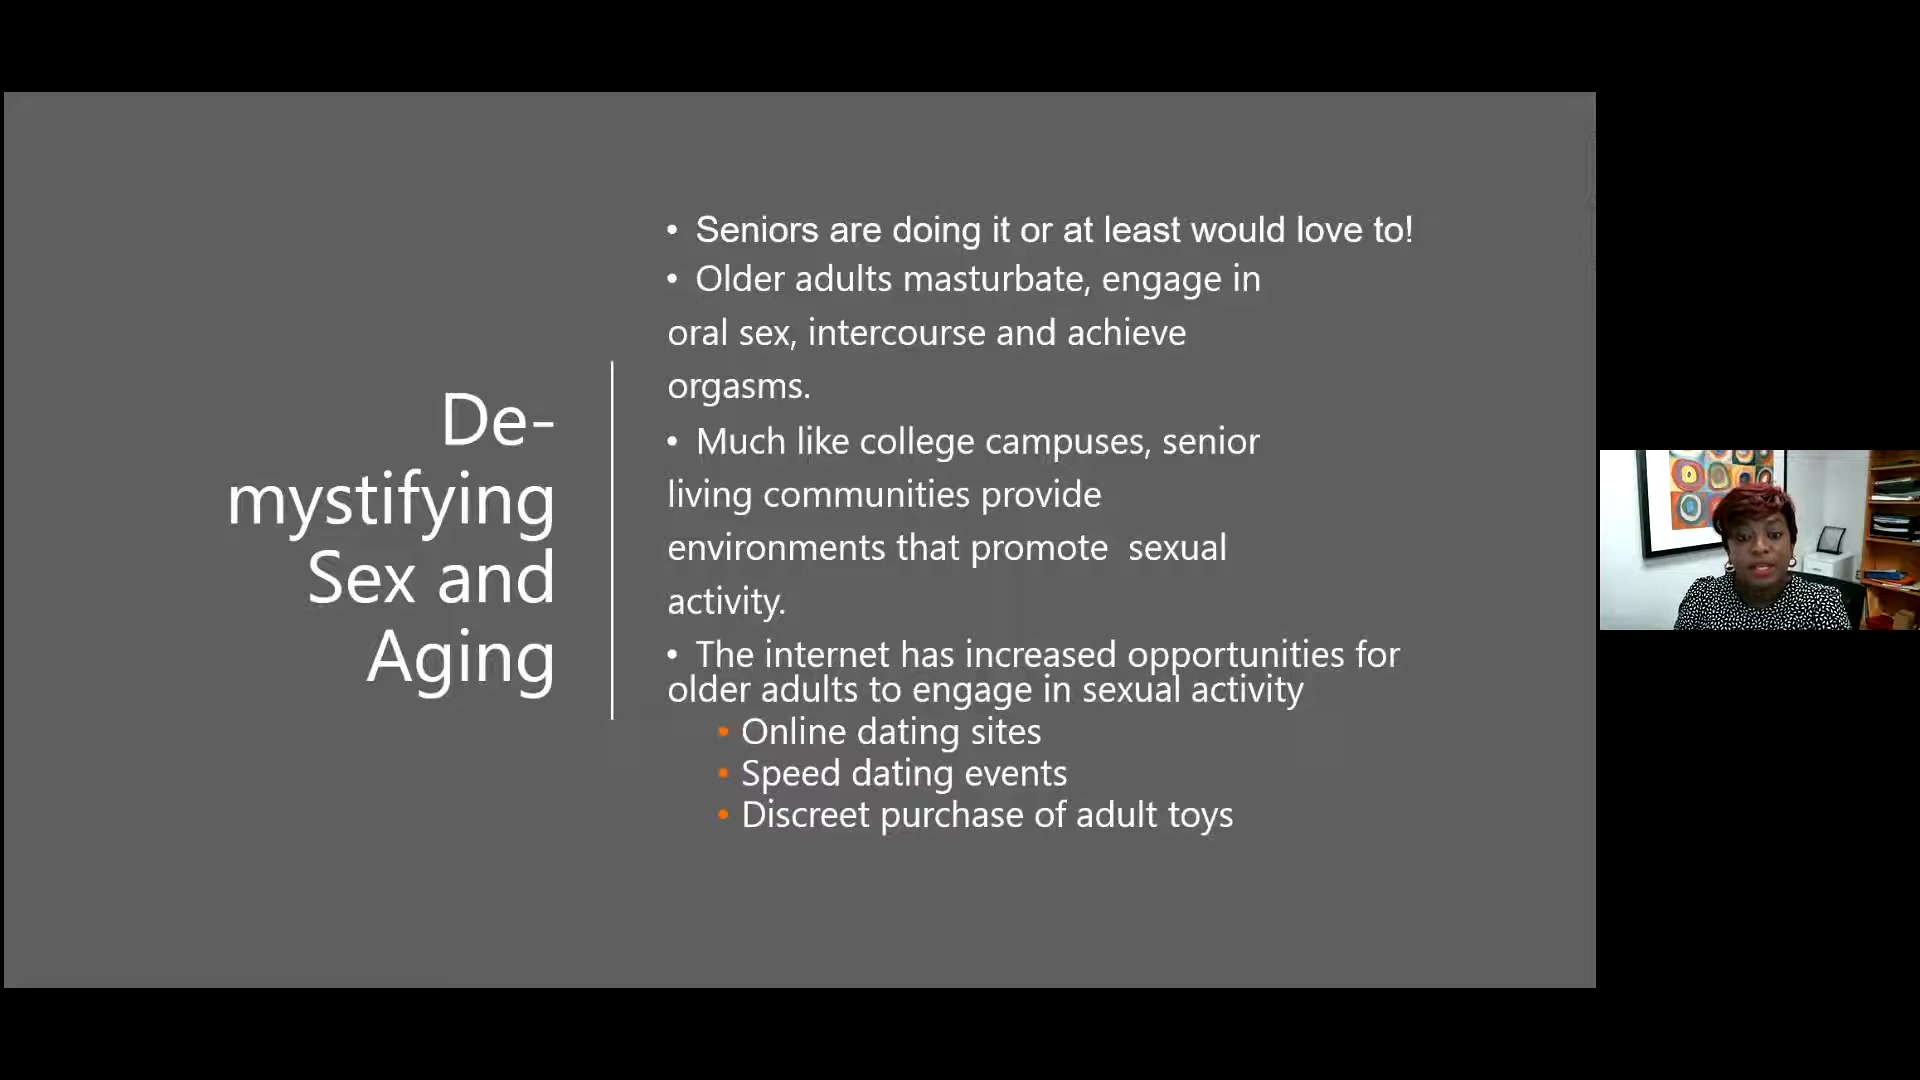 De-
mystifying
Sex and
Aging
• Seniors are doing it or at least would love to!
• Older adults masturbate, engage in
oral sex, intercourse and achieve
orgasms.
• Much like college campuses, senior
living communities provide
environments that promote  sexual
activity.
• The internet has increased opportunities for
older adults to engage in sexual activity
• Online dating sites
• Speed dating events
• Discreet purchase of adult toys